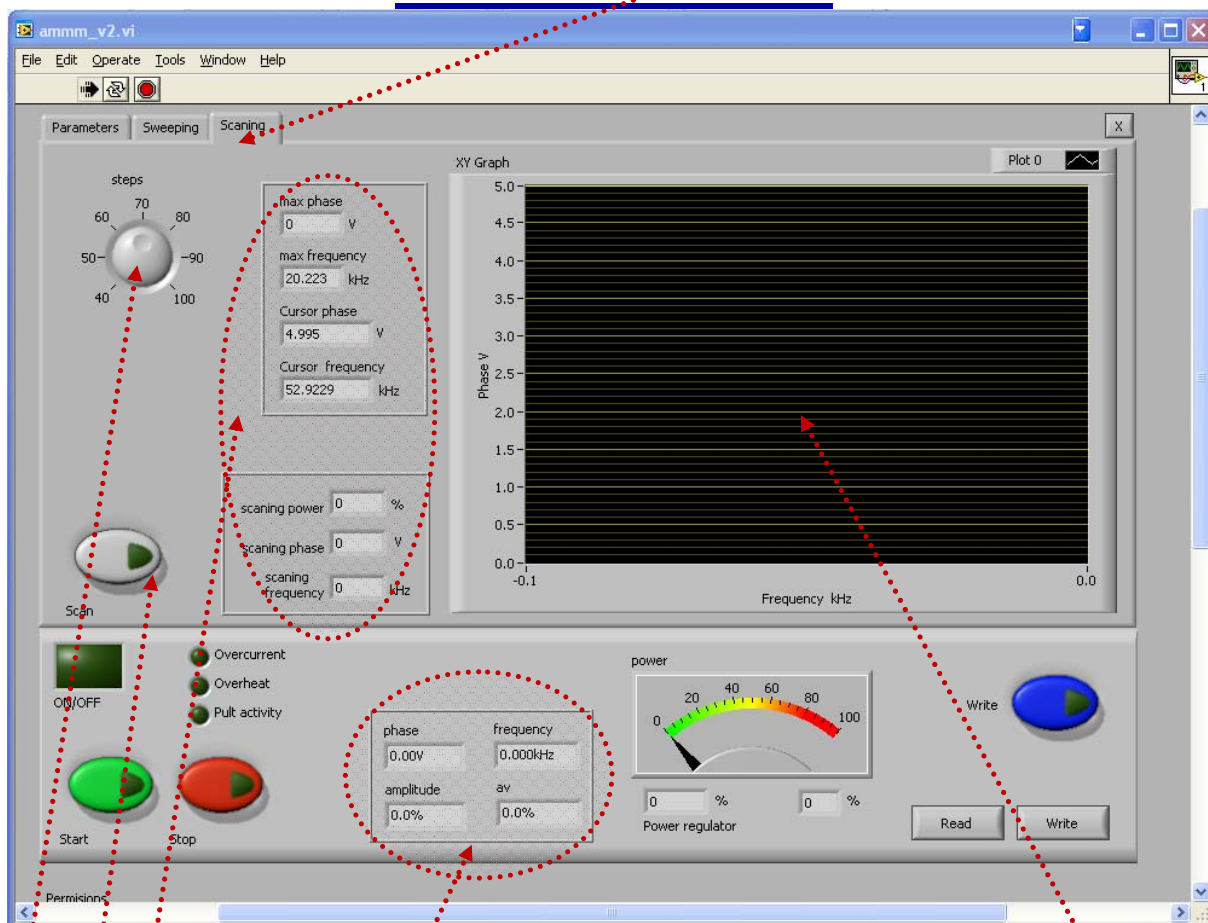 ammm_v2.vi
File Edit Operate Tools Window Help
1
Parameters Sweeping Scaning X
steps
40 50 60 70 80 90 100
max phase
0 V
max frequency
20.223 kHz
Cursor phase
4.995 V
Cursor frequency
52.9229 kHz
scaning power 0 %
scaning phase 0 V
scaning
frequency 0 kHz
Scan
XY Graph Plot 0
5.0
4.5
4.0
3.5
3.0
2.5
2.0
1.5
1.0
0.5
0.0
Phase V
-0.1 0.0
Frequency kHz
ON/OFF
Overcurrent
Overheat
Pult activity
Start Stop
phase frequency
0.00V 0.000kHz
amplitude av
0.0% 0.0%
power
0 20 40 60 80 100
0 % 0 %
Power regulator
Write
Read Write
Permisions